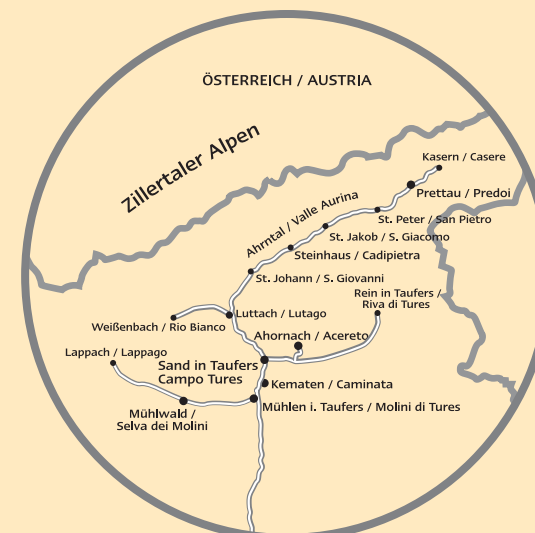 ÖSTERREICH / AUSTRIA
Zillertaler Alpen
Kasern / Casere
Prettau / Predoi
Ahrntal / Valle Aurina
St. Peter / San Pietro
St. Jakob / S. Giacomo
Steinhaus / Cadipietra
St. Johann / S. Giovanni
Rein in Taufers /
Riva di Tures
Luttach / Lutago
Weißenbach / Rio Bianco
Ahornach / Acereto
Lappach / Lappago
Sand in Taufers
Campo Tures
Kematen / Caminata
Mühlen i. Taufers / Molini di Tures
Mühlwald /
Selva dei Molini